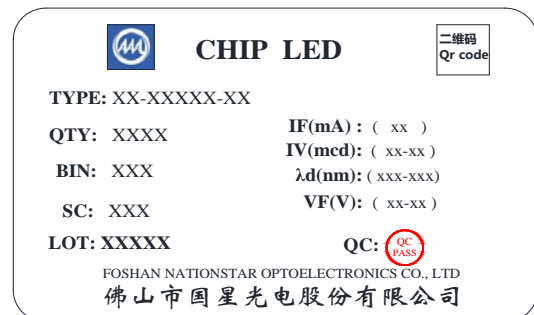 CHIP LED
二维码
Qr code
TYPE: XX-XXXXX-XX
QTY: XXXX
IF(mA) : ( xx )
IV(mcd): ( xx-xx )
BIN: XXX
λd(nm): ( xxx-xxx)
SC: XXX
VF(V): ( xx-xx )
LOT: XXXXX
QC:
QC
PASS
FOSHAN NATIONSTAR OPTOELECTRONICS CO., LTD
佛山市国星光电股份有限公司